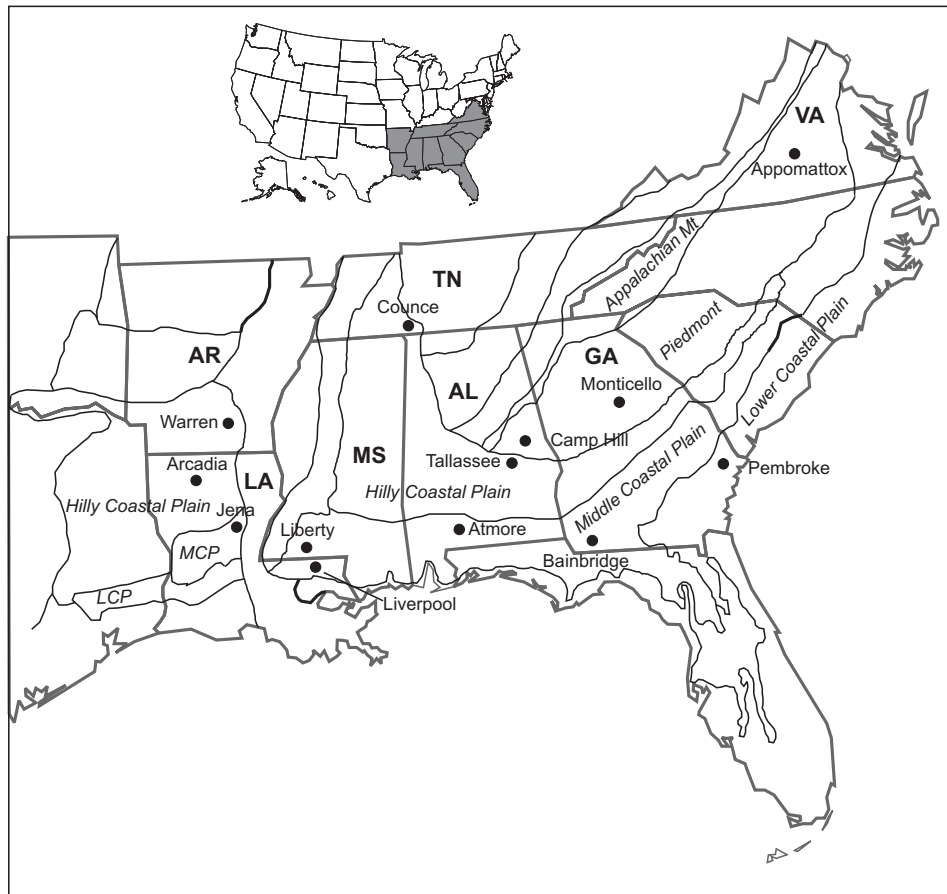 VA
Appomattox
Appalachian Mt
TN
Counce
Piedmont
Lower Coastal Plain
AR
GA
AL
Monticello
Warren
Camp Hill
MS
Middle Coastal Plain
Arcadia
LA
Tallassee
Pembroke
Hilly Coastal Plain
Hilly Coastal Plain
Jena
Liberty
Atmore
MCP
Bainbridge
LCP
Liverpool